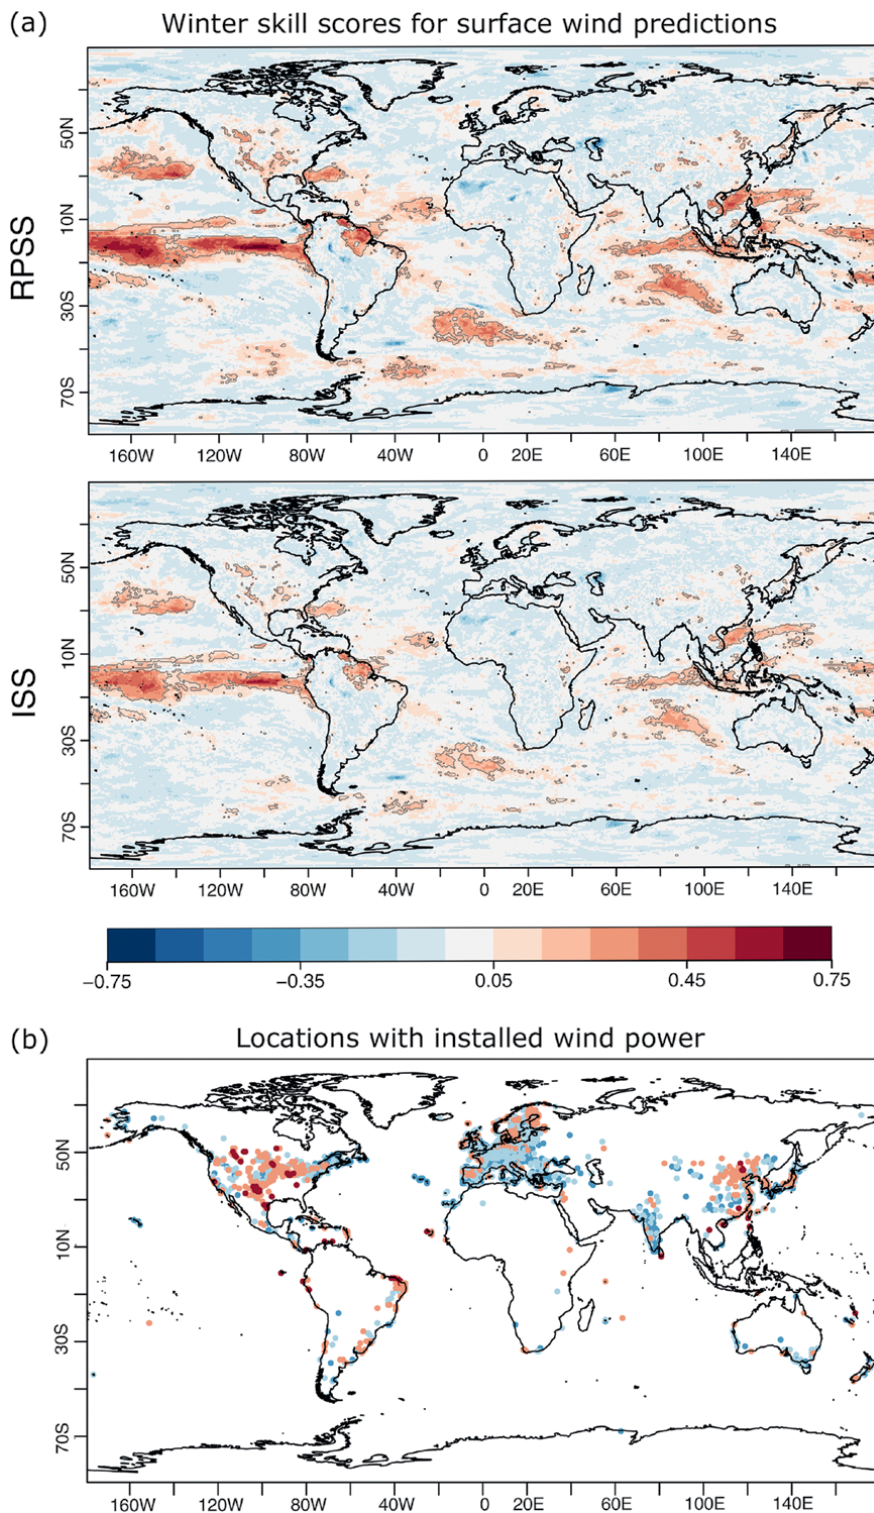 (a) Winter skill scores for surface wind predictions
RPSS
50N
10N
30S
70S
160W 120W 80W 40W 0 20E 60E 100E 140E
ISS
50N
10N
30S
70S
160W 120W 80W 40W 0 20E 60E 100E 140E
−0.75 −0.35 0.05 0.45 0.75
(b) Locations with installed wind power
50N
10N
30S
70S
160W 120W 80W 40W 0 20E 60E 100E 140E